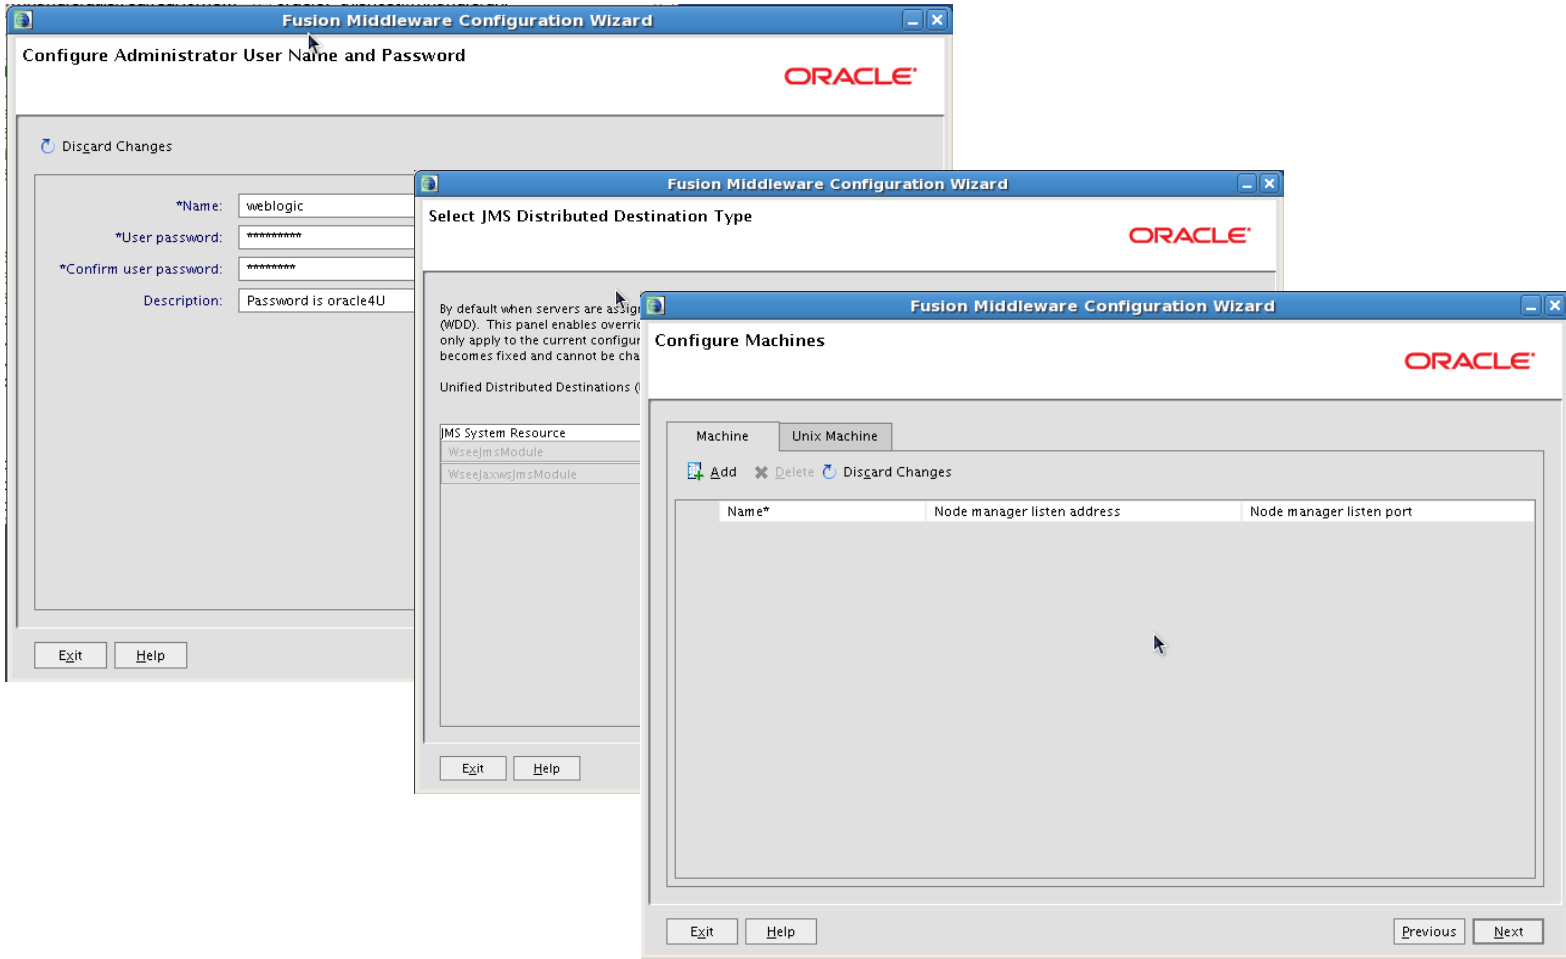 Fusion Middleware Configuration Wizard
Configure Administrator User Name and Password
ORACLE
Discard Changes
*Name: weblogic
*User password: *********
*Confirm user password: ********
Description: Password is oracle4U
Exit Help
Fusion Middleware Configuration Wizard
Select JMS Distributed Destination Type
ORACLE
By default when servers are
(WDD). This panel enables
only apply to the current
becomes fixed and cannot be
Unified Distributed Destinations (
JMS System Resource
WseeJmsModule
WseeJaxwsJmsModule
Exit Help
Fusion Middleware Configuration Wizard
Configure Machines
ORACLE
Machine Unix Machine
Add Delete Discard Changes
Name* Node manager listen address Node manager listen port
Exit Help Previous Next